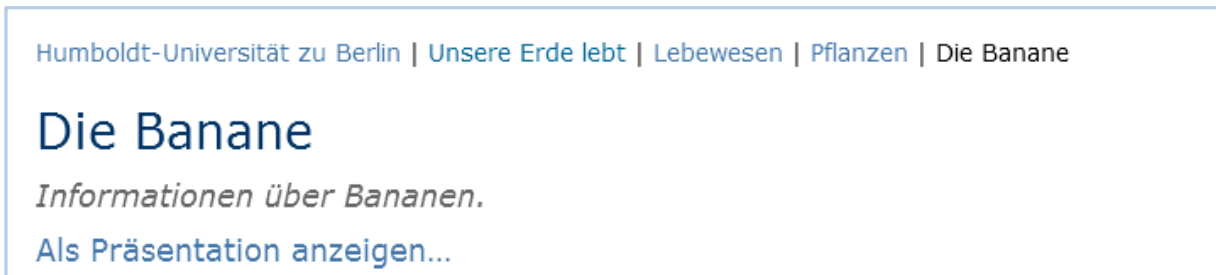 Humboldt-Universität zu Berlin | Unsere Erde lebt | Lebewesen | Pflanzen | Die Banane
Die Banane
Informationen über Bananen.
Als Präsentation anzeigen…